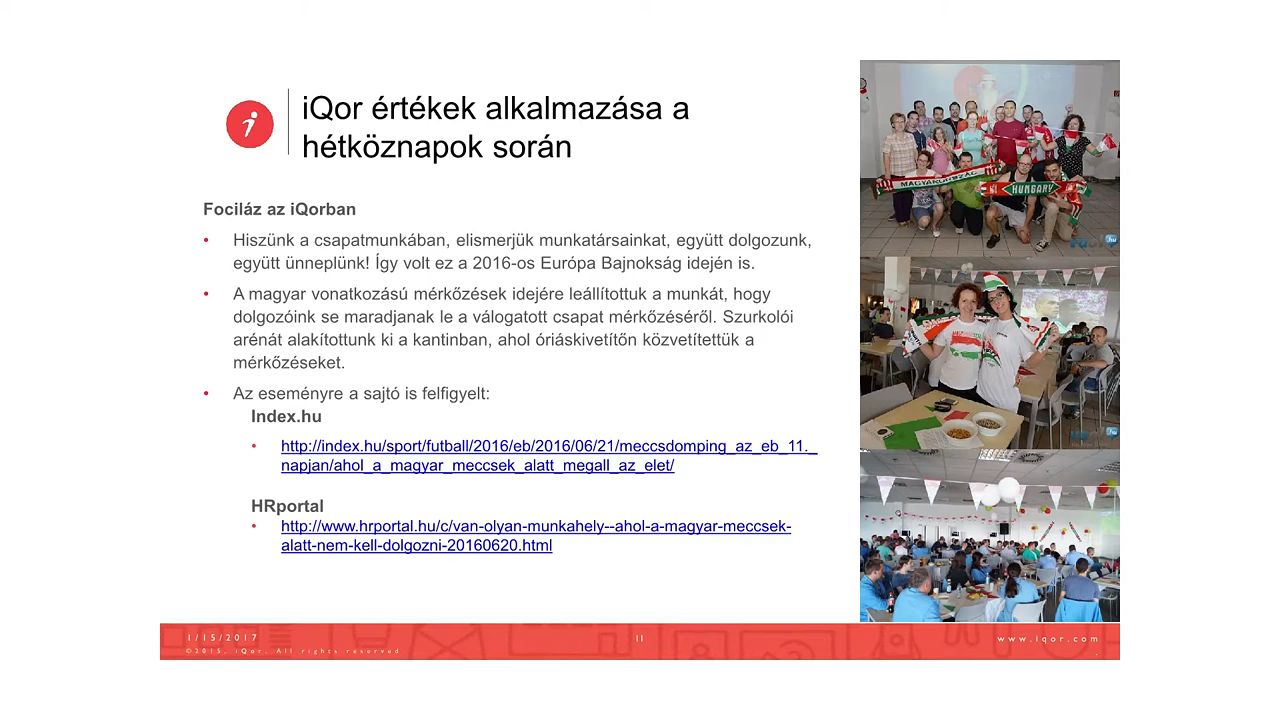 iQor értékek alkalmazása a
hétköznapok során
Fociláz az iQorban
• Hiszünk a csapatmunkában, elismerjük munkatársainkat, együtt dolgozunk,
együtt ünneplünk! Így volt ez a 2016-os Európa Bajnokság idején is.
• A magyar vonatkozású mérkőzések idejére leállítottuk a munkát, hogy
dolgozóink se maradjanak le a válogatott csapat mérkőzéséről. Szurkolói
arénát alakítottunk ki a kantinban, ahol óriáskivetítőn közvetítettük a
mérkőzéseket.
• Az eseményre a sajtó is felfigyelt:
Index.hu
• http://index.hu/sport/futball/2016/eb/2016/06/21/meccsdomping_az_eb_11._
napjan/ahol_a_magyar_meccsek_alatt_megall_az_elet/
HRportal
• http://www.hrportal.hu/c/van-olyan-munkahely--ahol-a-magyar-meccsek-
alatt-nem-kell-dolgozni-20160620.html
MAGYARORSZÁG
HUNGARY
1/15/2017
©2015, iQor. All rights reserved
11
www.iqor.com